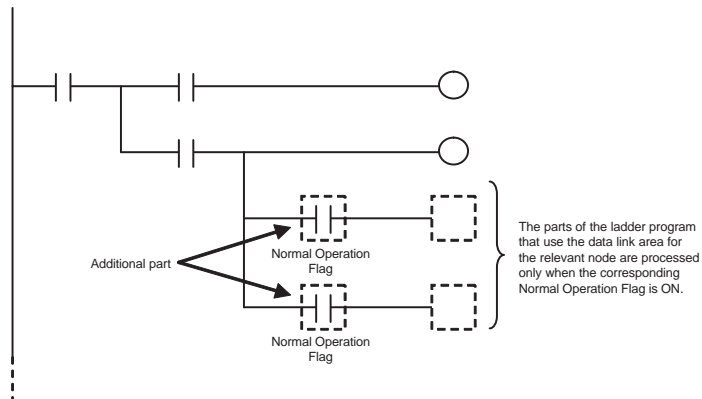 Additional part
Normal Operation
Flag
Normal Operation
Flag
The parts of the ladder program
that use the data link area for
the relevant node are processed
only when the corresponding
Normal Operation Flag is ON.